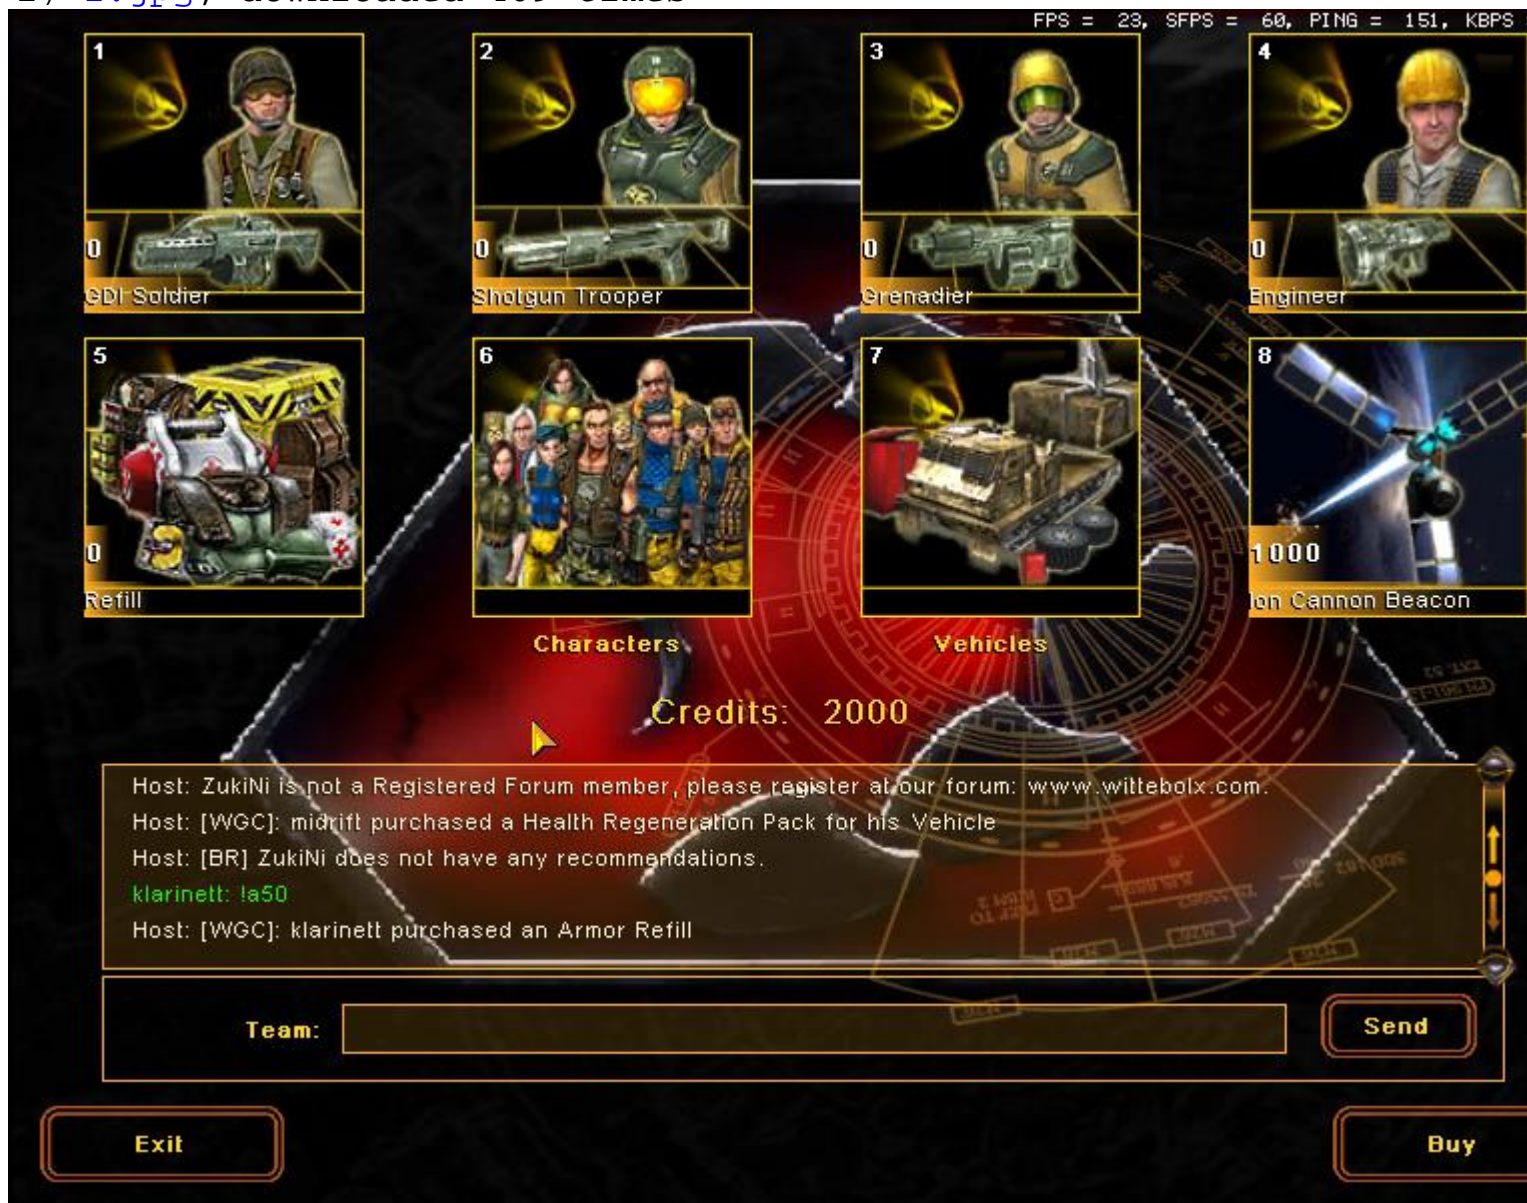 FPS = 23, SFPS = 60, PING = 151, KBPS
1
2
3
4
0
0
0
0
GDI Soldier
Shotgun Trooper
Grenadier
Engineer
5
6
7
8
0
1000
Refill
Ion Cannon Beacon
Characters
Vehicles
Credits: 2000
Host: ZukiNi is not a Registered Forum member, please register at our forum: www.wittebolx.com.
Host: [WGC]: midrift purchased a Health Regeneration Pack for his Vehicle
Host: [BR] ZukiNi does not have any recommendations.
klarinett: !a50
Host: [WGC]: klarinett purchased an Armor Refill
Team:
Send
Exit
Buy